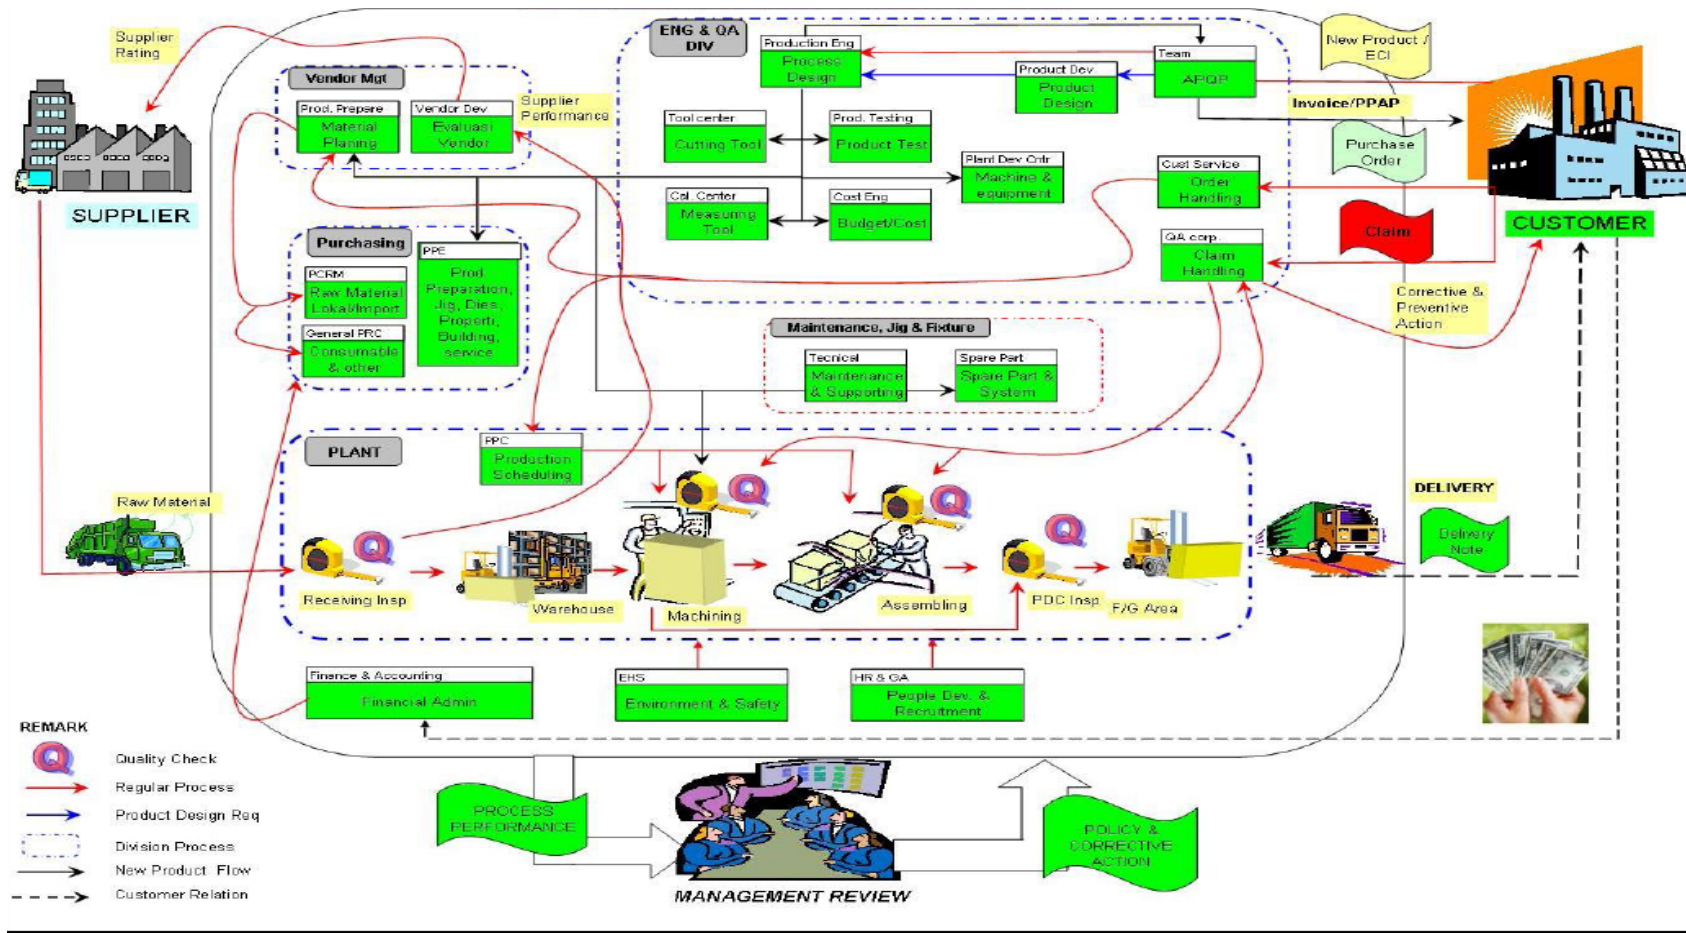 Supplier
Rating
SUPPLIER
Vendor Mgt
Prod. Prepare
Material
Planing
Vendor Dev
Evaluasi
Vendor
Supplier
Performance
ENG & QA
DIV
Production Eng
Process
Design
Product Dev
Product
Design
Team
APQP
Tool center
Cutting Tool
Prod. Testing
Product Test
Plant Dev Cntr
Machine &
equipment
Cal. Center
Measuring
Tool
Cost Eng
Budget/Cost
Cust Service
Order
Handling
QA corp.
Claim
Handling
New Product /
ECI
Invoice/PPAP
Purchase
Order
Claim
CUSTOMER
Corrective &
Preventive
Action
Purchasing
PCRM
Raw Material
Lokal/Import
General PRC
Consumable
& other
PPE
Prod
Preparation,
Jig, Dies,
Properti,
Building,
service
Maintenance, Jig & Fixture
Tecnical
Maintenance
& Supporting
Spare Part
Spare Part &
System
PLANT
PPC
Production
Scheduling
Q
Q
Raw Material
Q
Q
Receiving Insp
Warehouse
Machining
Assembling
PDC Insp
F/G Area
DELIVERY
Delivery
Note
Finance & Accounting
Financial Admin
EHS
Environment & Safety
HR & GA
People Dev. &
Recruitment
REMARK
Q
Quality Check
Regular Process
Product Design Req
Division Process
New Product Flow
Customer Relation
PROCESS
PERFORMANCE
POLICY &
CORRECTIVE
ACTION
MANAGEMENT REVIEW